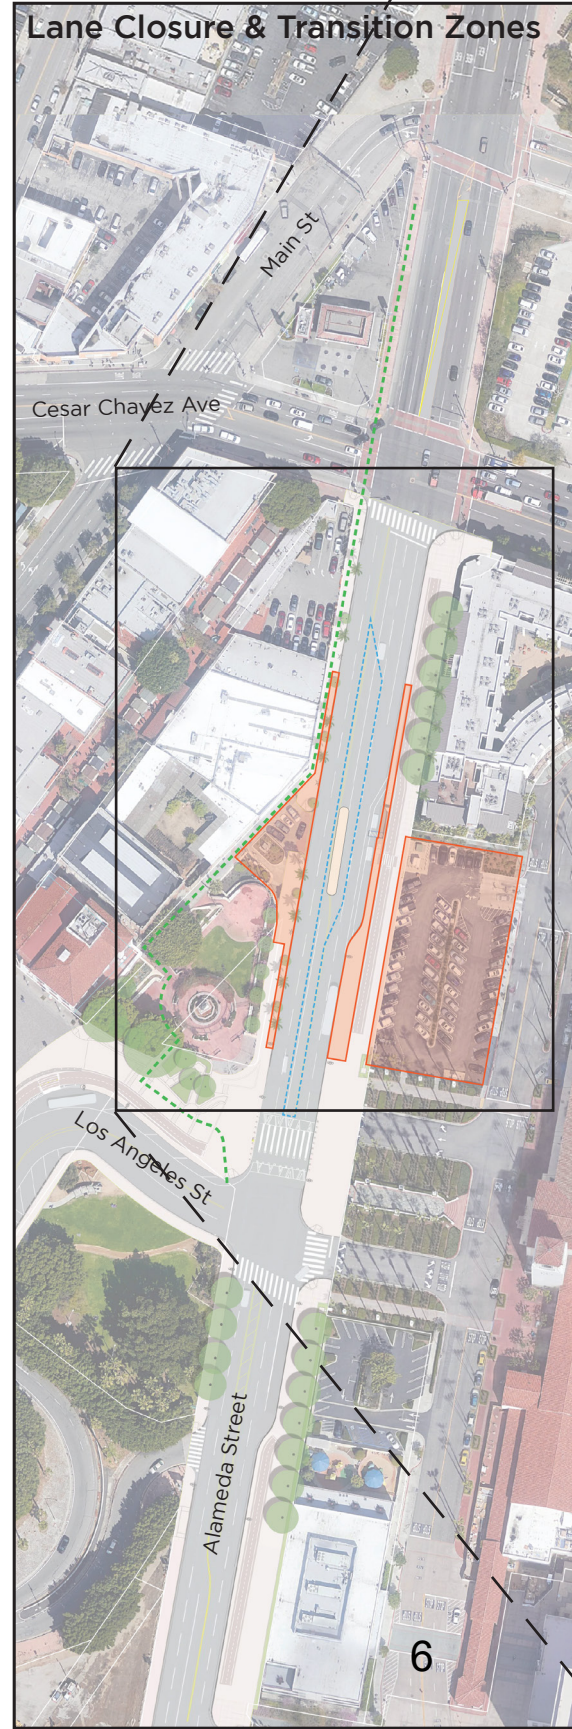 Lane Closure & Transition Zones
Main St
Cesar Chavez Ave
Los Angeles St
Alameda Street
6